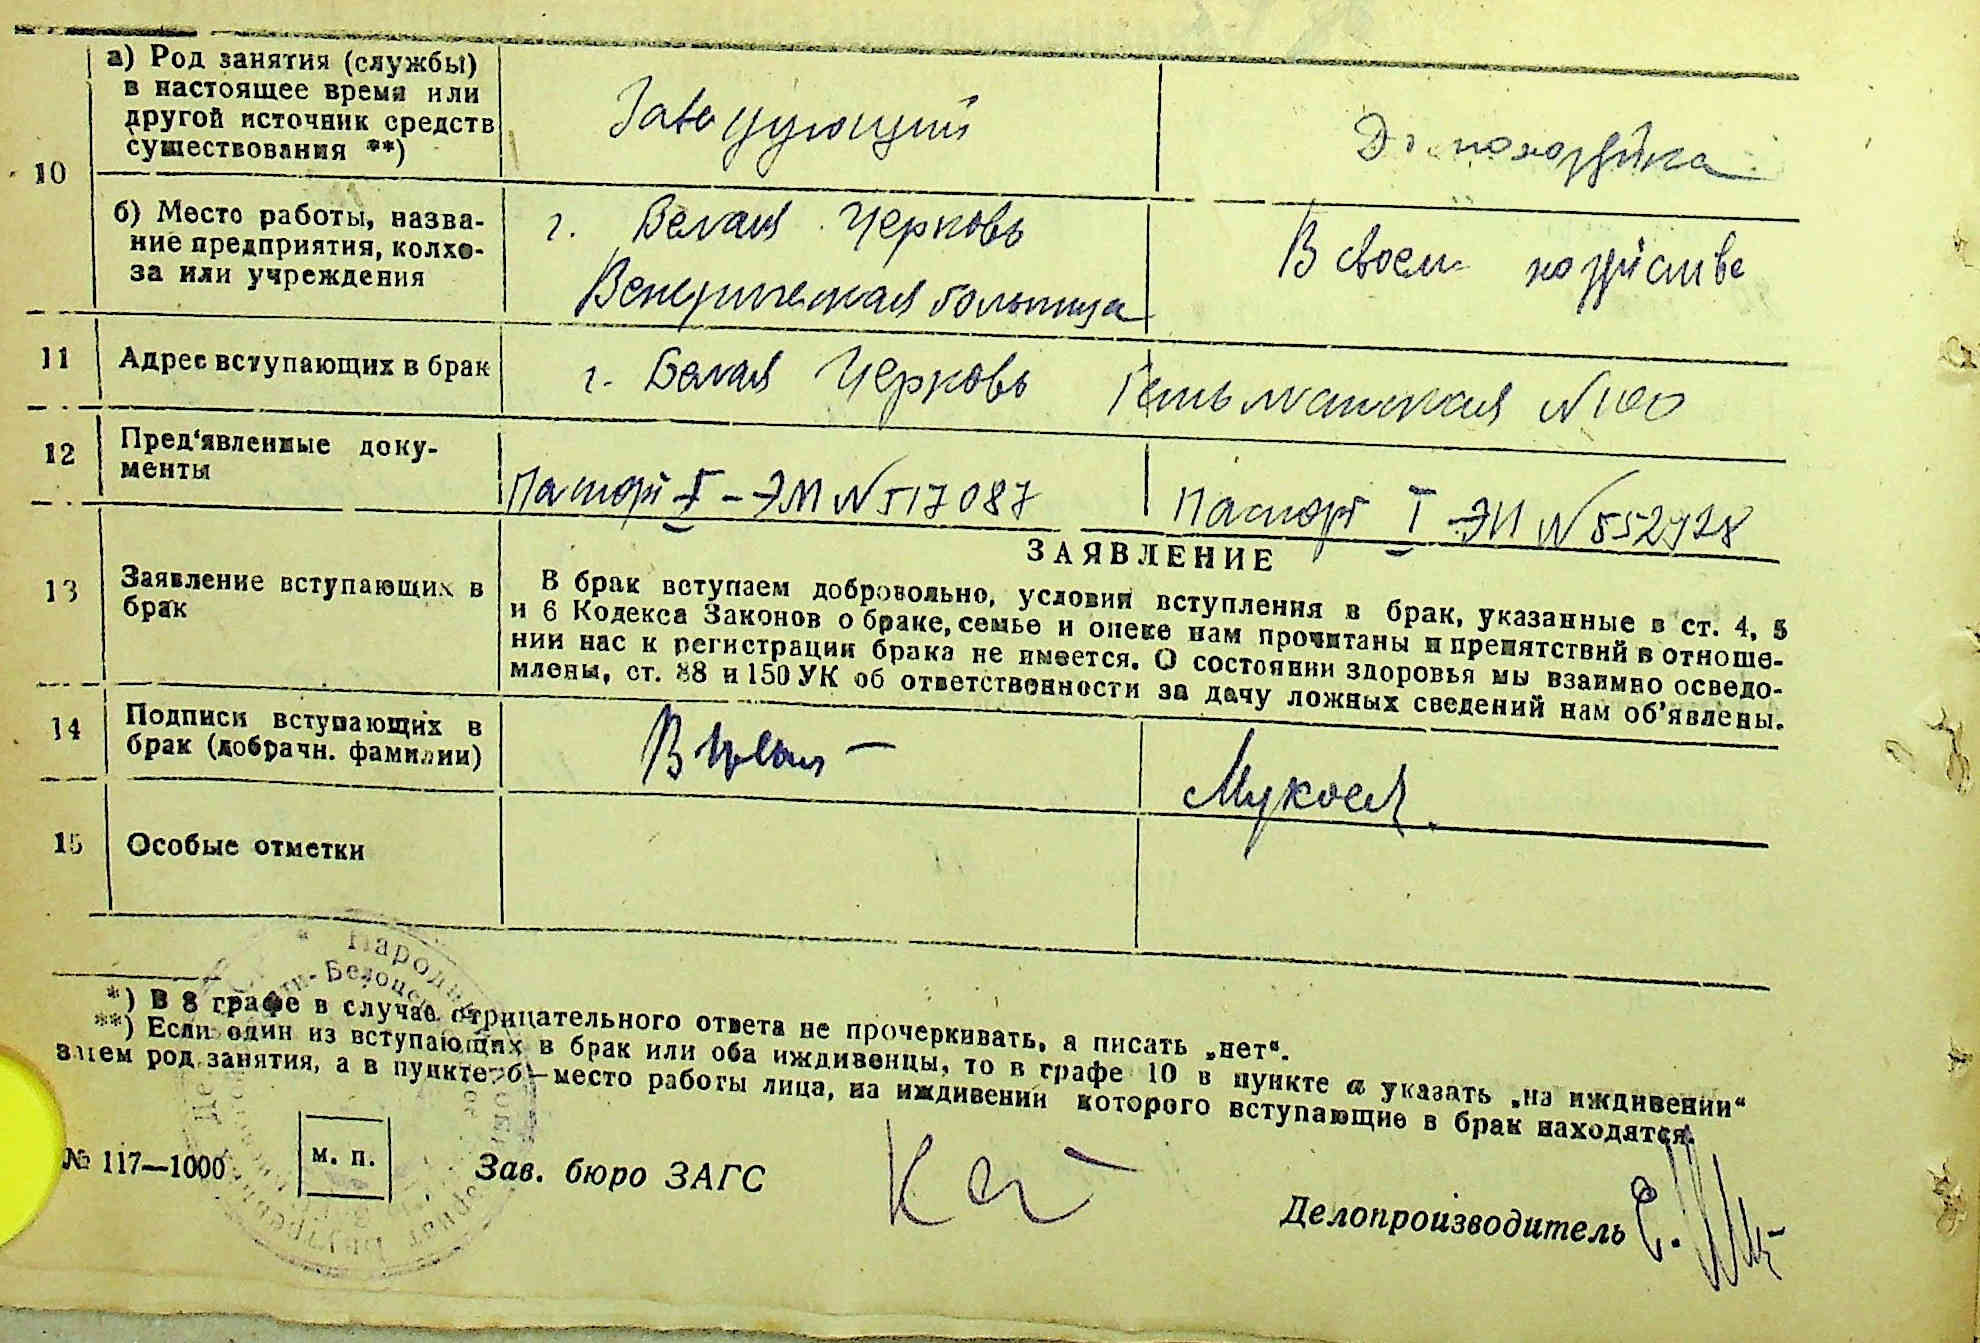 10
а) Род занятия (службы)
в настоящее время или
другой источник средств
существования **)
Заведующий
Домохозяйка
б) Место работы, назва-
ние предприятия, колхо-
за или учреждения
г. Белая Церковь
Венерическая больница
В своем хозяйстве
11
Адрес вступающих в брак
г. Белая Церковь Гетьманская N 100
12
Пред'явленные доку-
менты
Паспорт I-ЭМ N 517087
Паспорт I-ЭИ N 552928
13
Заявление вступающих в
брак
ЗАЯВЛЕНИЕ
В брак вступаем добровольно, условия вступления в брак, указанные в ст. 4, 5
и 6 Кодекса Законов о браке, семье и опеке нам прочитаны и препятствий в отноше-
нии нас к регистрации брака не имеется. О состоянии здоровья мы взаимно осведо-
млены, ст. 88 и 150 УК об ответственности за дачу ложных сведений нам об'явлены.
14
Подписи вступающих в
брак (добрачн. фамилии)
15
Особые отметки
*) В 8 графе в случае отрицательного ответа не прочеркивать, а писать „нет“.
**) Если один из вступающих в брак или оба иждивенцы, то в графе 10 в пункте а указать „на иждивении“
затем род занятия, а в пункте б—место работы лица, на иждивении которого вступающие в брак находятся.
№ 117—1000
м. п.
Зав. бюро ЗАГС
Делопроизводитель